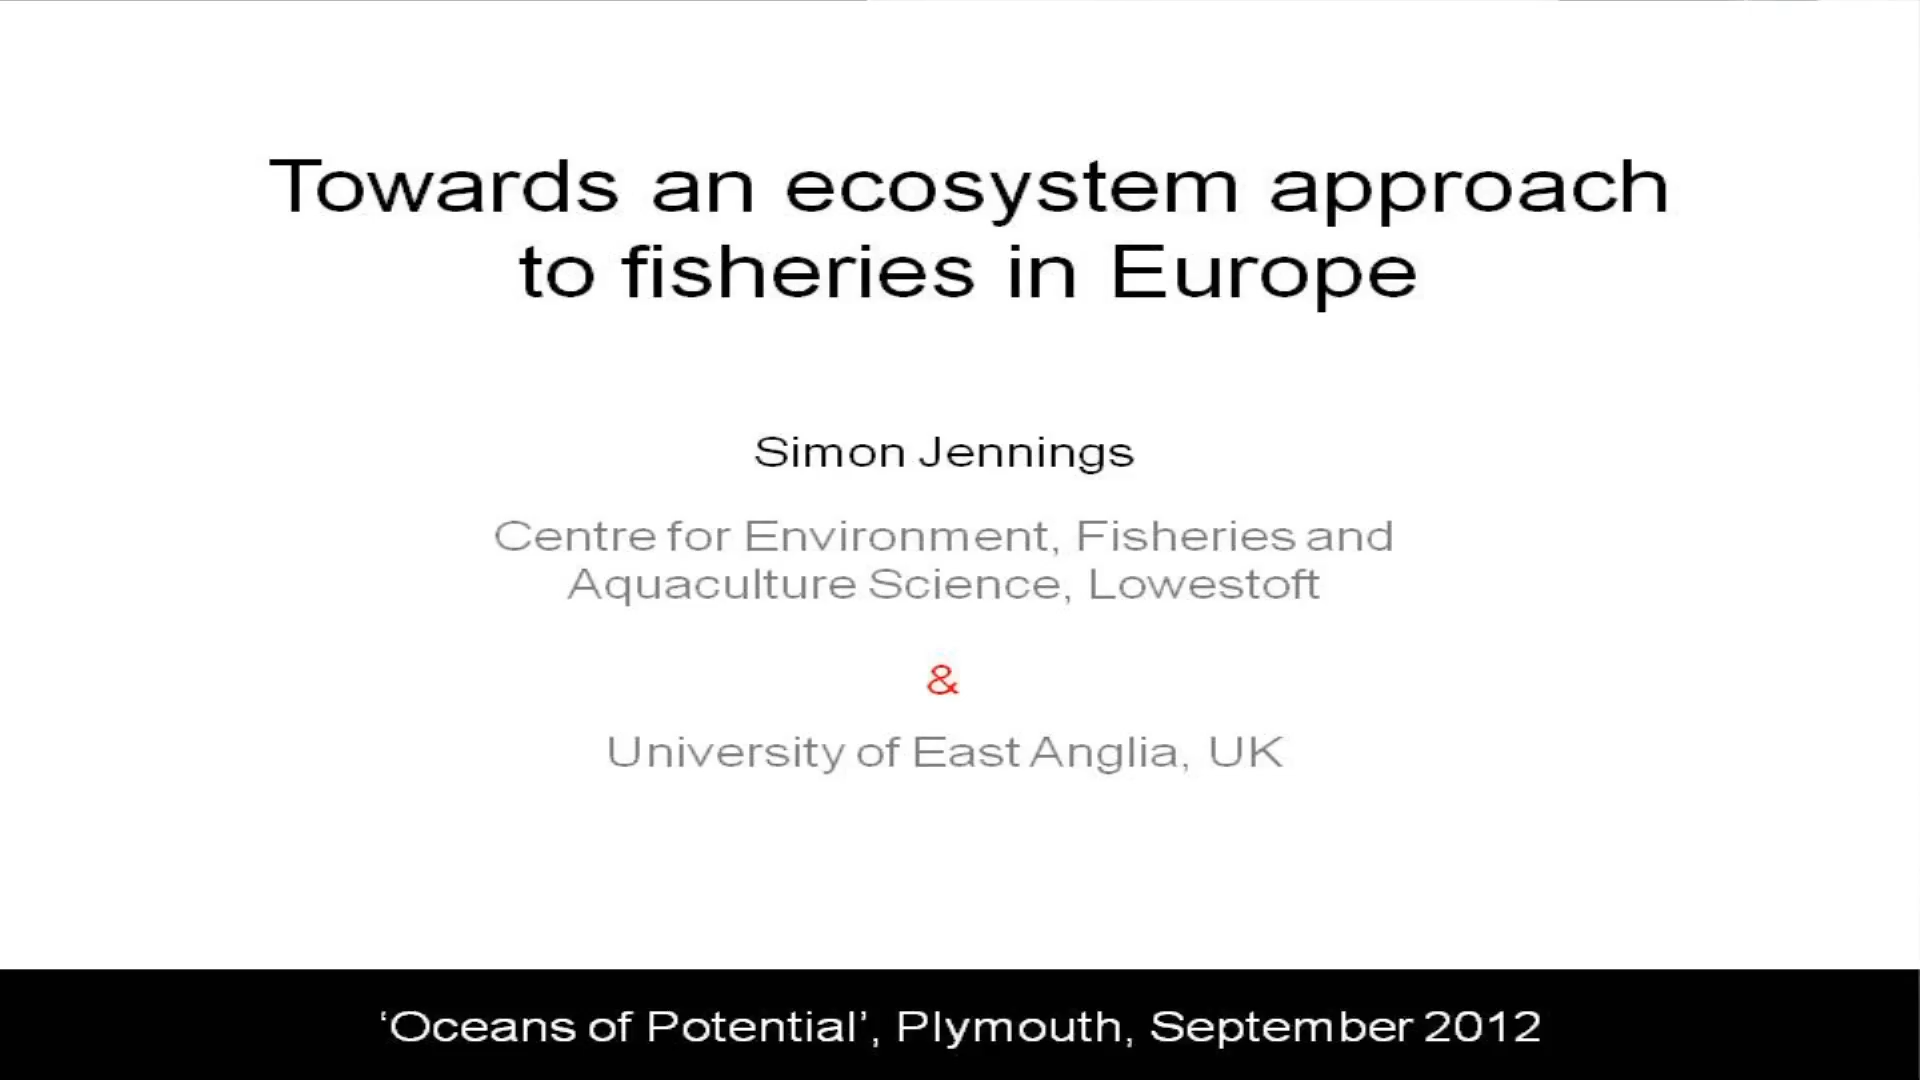 Towards an ecosystem approach
to fisheries in Europe
Simon Jennings
Centre for Environment, Fisheries and
Aquaculture Science, Lowestoft
&
University of East Anglia, UK
‘Oceans of Potential’, Plymouth, September 2012